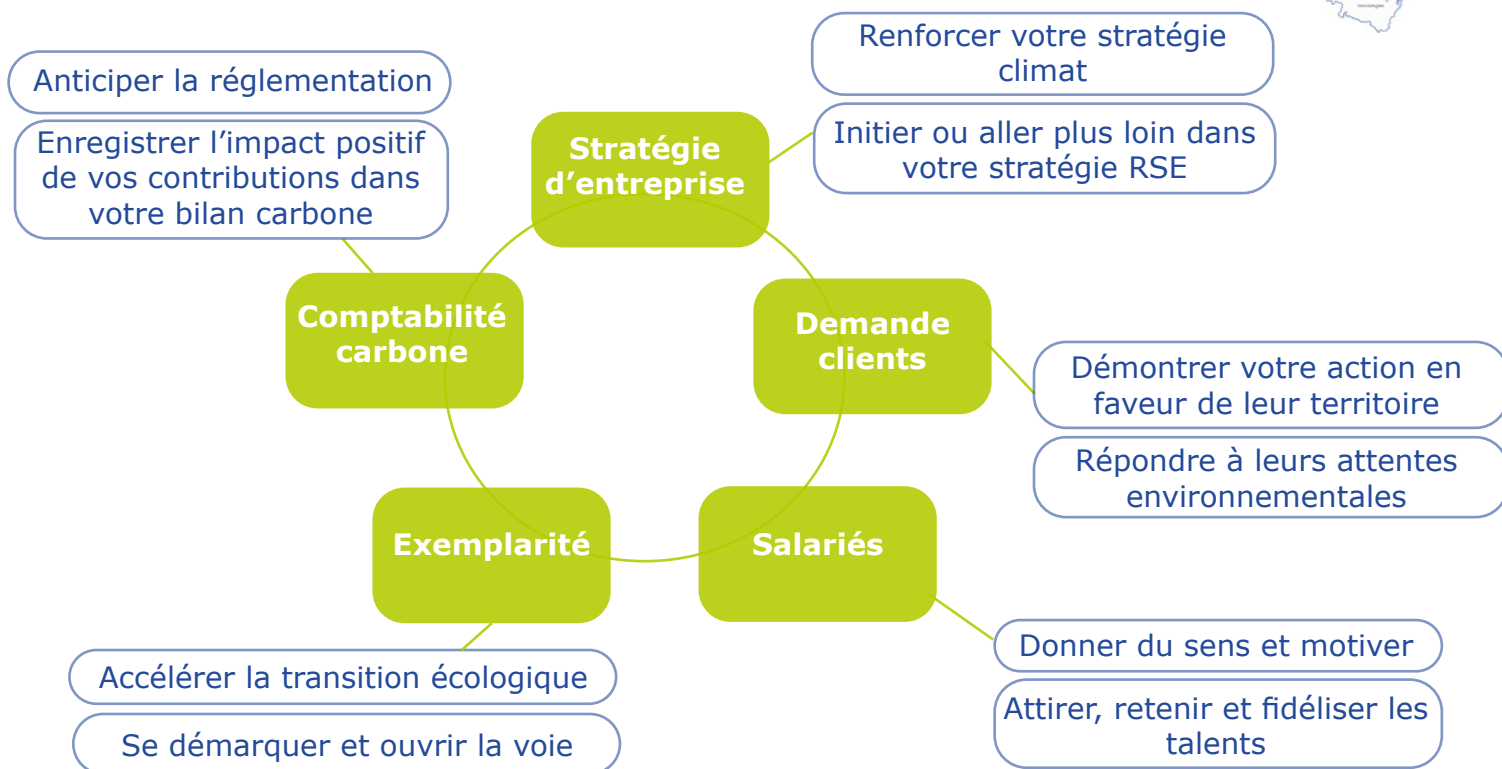 Renforcer votre stratégie
climat
Initier ou aller plus loin dans
votre stratégie RSE
Anticiper la réglementation
Enregistrer l’impact positif
de vos contributions dans
votre bilan carbone
Stratégie
d’entreprise
Comptabilité
carbone
Demande
clients
Démontrer votre action en
faveur de leur territoire
Répondre à leurs attentes
environnementales
Exemplarité
Salariés
Accélérer la transition écologique
Se démarquer et ouvrir la voie
Donner du sens et motiver
Attirer, retenir et fidéliser les
talents